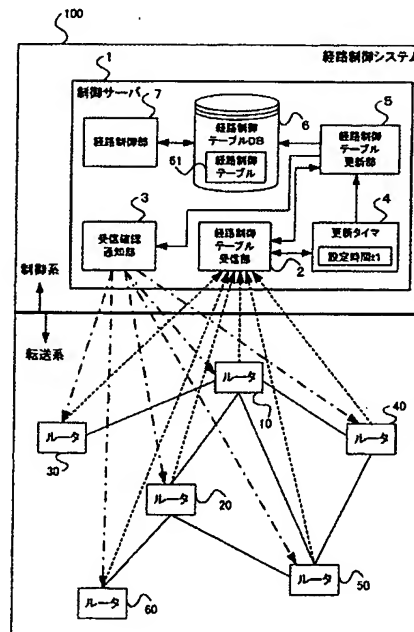 100
経路制御システム
1
制御サーバ
7
経路制御部
経路制御
テーブルDB
6
61
経路制御
テーブル
5
経路制御
テーブル
更新部
3
受信確認
通知部
経路制御
テーブル
受信部
2
4
更新タイマ
設定時間t1
制御系
転送系
ルータ
10
ルータ
30
ルータ
40
ルータ
20
ルータ
50
ルータ
60